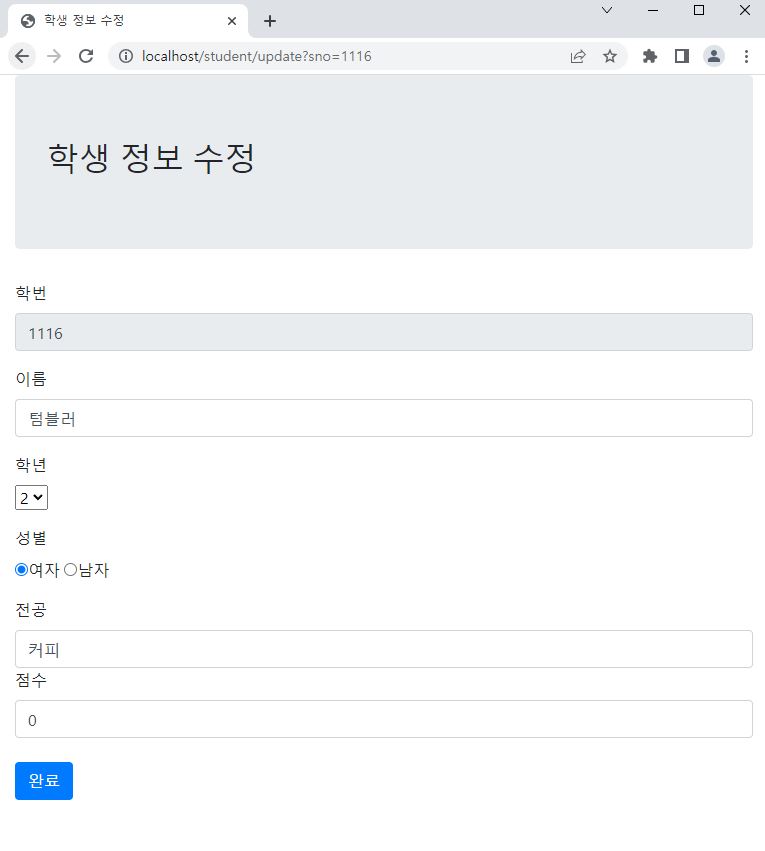 학생 정보 수정
localhost/student/update?sno=1116
학생 정보 수정
학번
1116
이름
텀블러
학년
2
성별
여자 남자
전공
커피
점수
0
완료